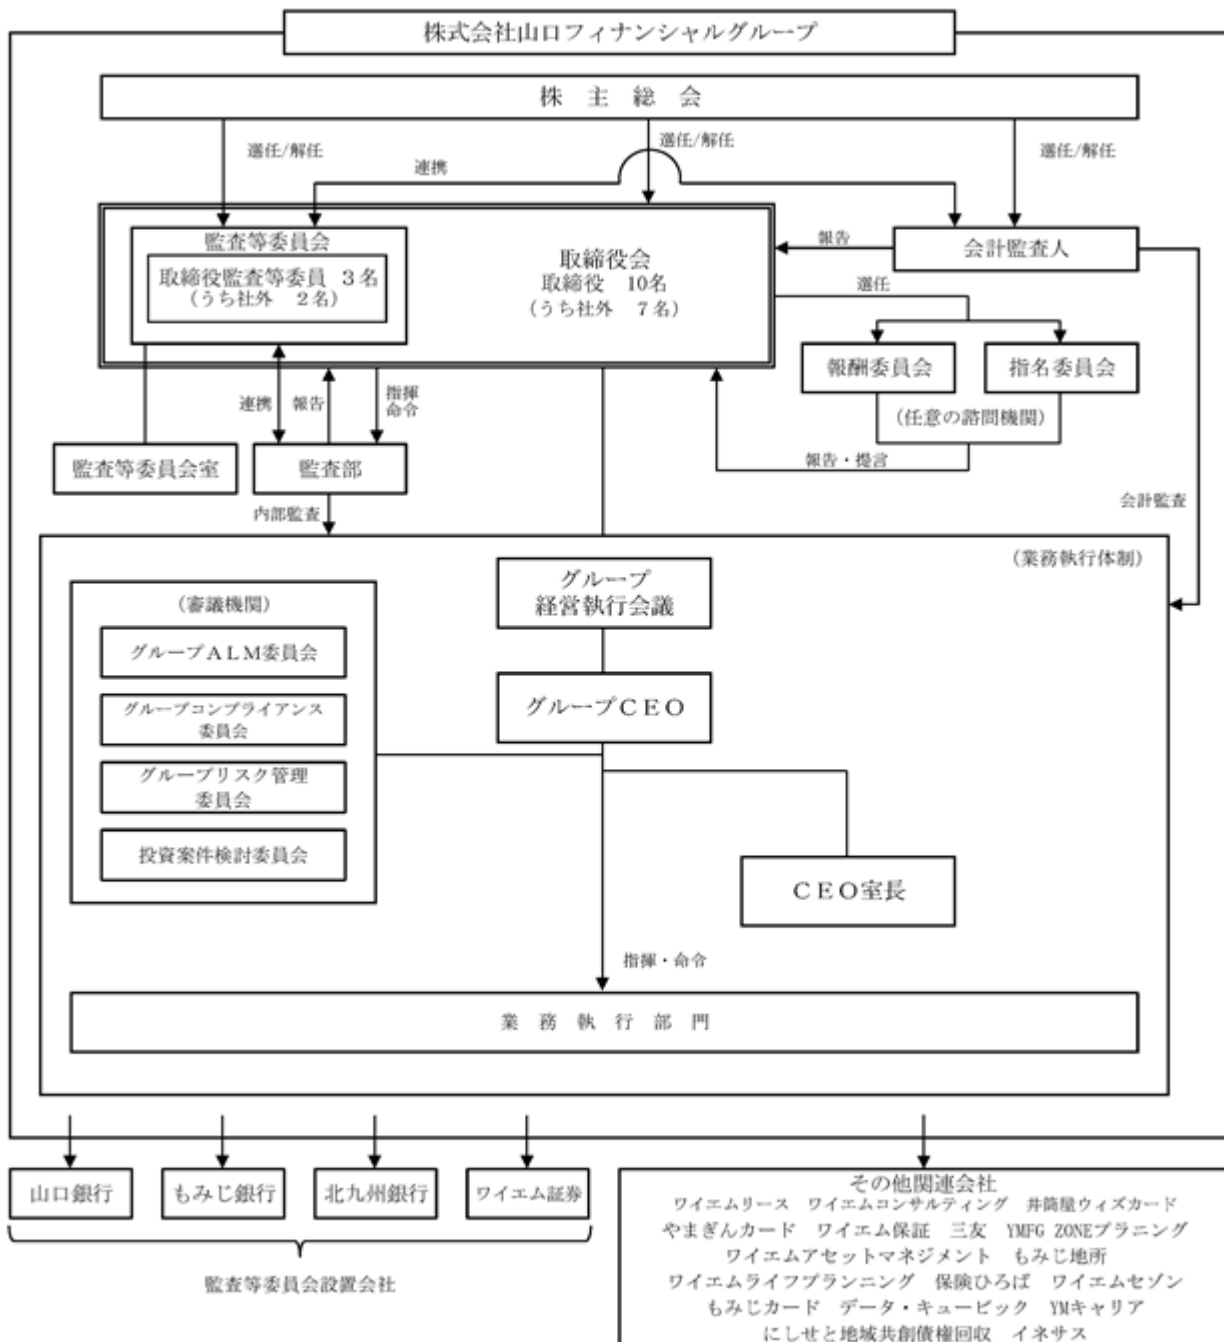 株式会社山口フィナンシャルグループ
株 主 総 会
選任/解任
選任/解任
選任/解任
連携
監査等委員会
取締役監査等委員 3名
(うち社外 2名)
取締役会
取締役 10名
(うち社外 7名)
報告
会計監査人
選任
報酬委員会
指名委員会
(任意の諮問機関)
報告・提言
連携
報告
指揮
命令
監査等委員会室
監査部
内部監査
会計監査
(業務執行体制)
グループ
経営執行会議
(審議機関)
グループALM委員会
グループコンプライアンス
委員会
グループリスク管理
委員会
投資案件検討委員会
グループCEO
CEO室長
指揮・命令
業 務 執 行 部 門
山口銀行
もみじ銀行
北九州銀行
ワイエム証券
監査等委員会設置会社
その他関連会社
ワイエムリース ワイエムコンサルティング 井筒屋ウィズカード
やまぎんカード ワイエム保証 三友 YMFG ZONEプラニング
ワイエムアセットマネジメント もみじ地所
ワイエムライフプランニング 保険ひろば ワイエムセゾン
もみじカード データ・キュービック YMキャリア
にしせと地域共創債権回収 イネサス